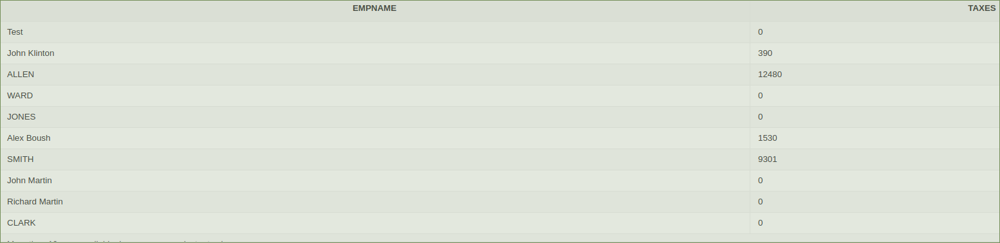 EMPNAME TAXES
Test 0
John Klinton 390
ALLEN 12480
WARD 0
JONES 0
Alex Boush 1530
SMITH 9301
John Martin 0
Richard Martin 0
CLARK 0